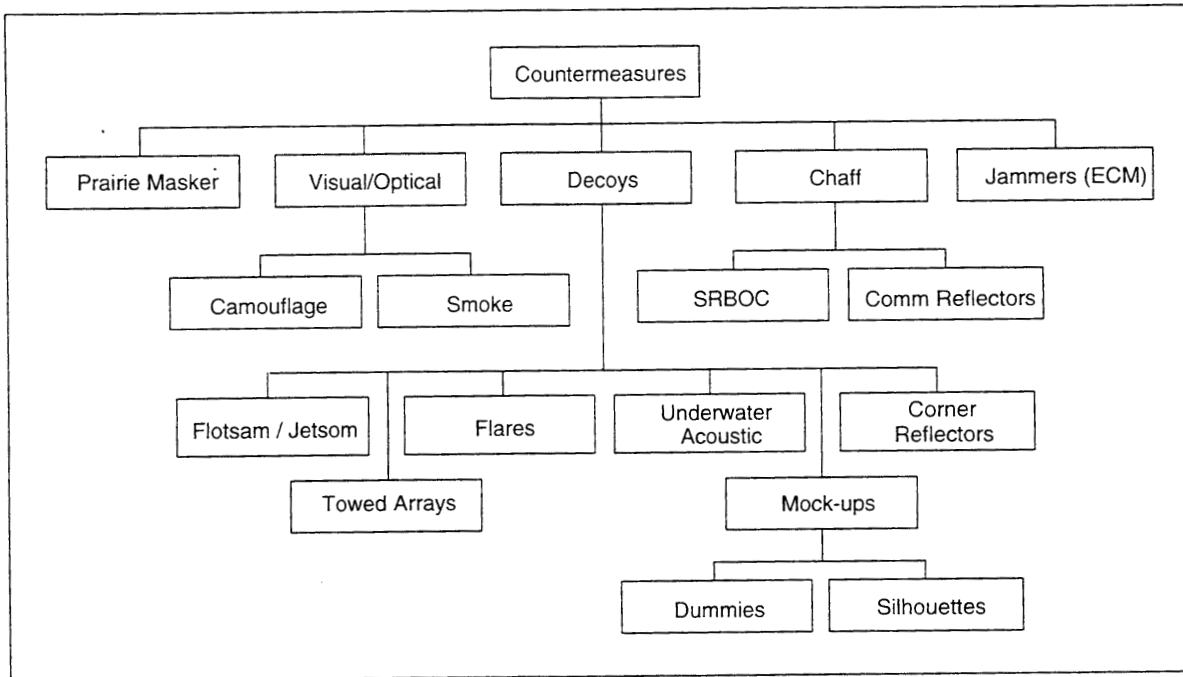 Countermeasures
Prairie Masker
Visual/Optical
Decoys
Chaff
Jammers (ECM)
Camouflage
Smoke
SRBOC
Comm Reflectors
Flotsam / Jetsom
Flares
Underwater
Acoustic
Corner
Reflectors
Towed Arrays
Mock-ups
Dummies
Silhouettes